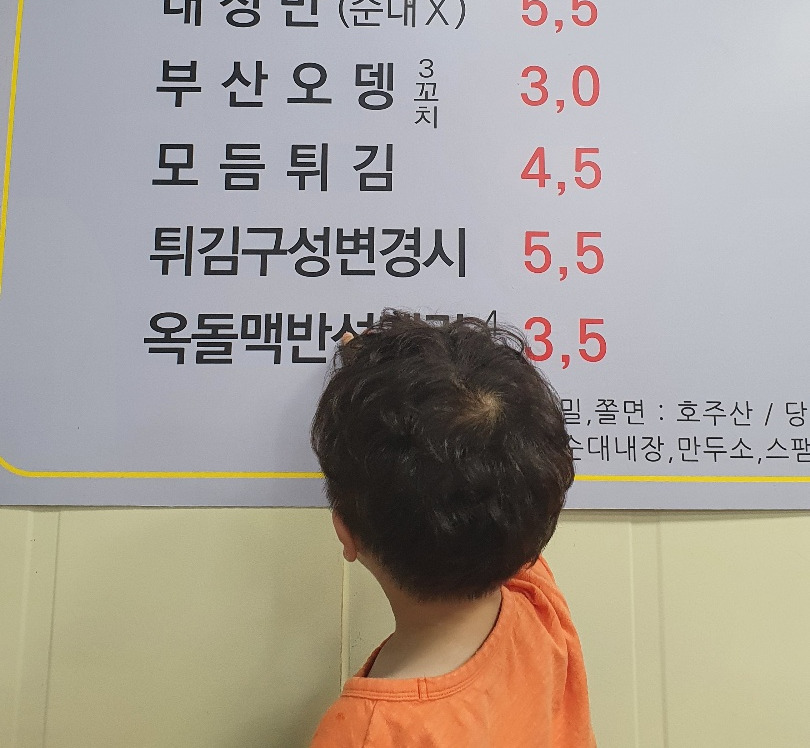 (순대X) 5,5
부산오뎅 3꼬치 3,0
모듬튀김 4,5
튀김구성변경시 5,5
옥돌맥반석 3,5
밀,쫄면 : 호주산 / 당
순대내장,만두소,스팸